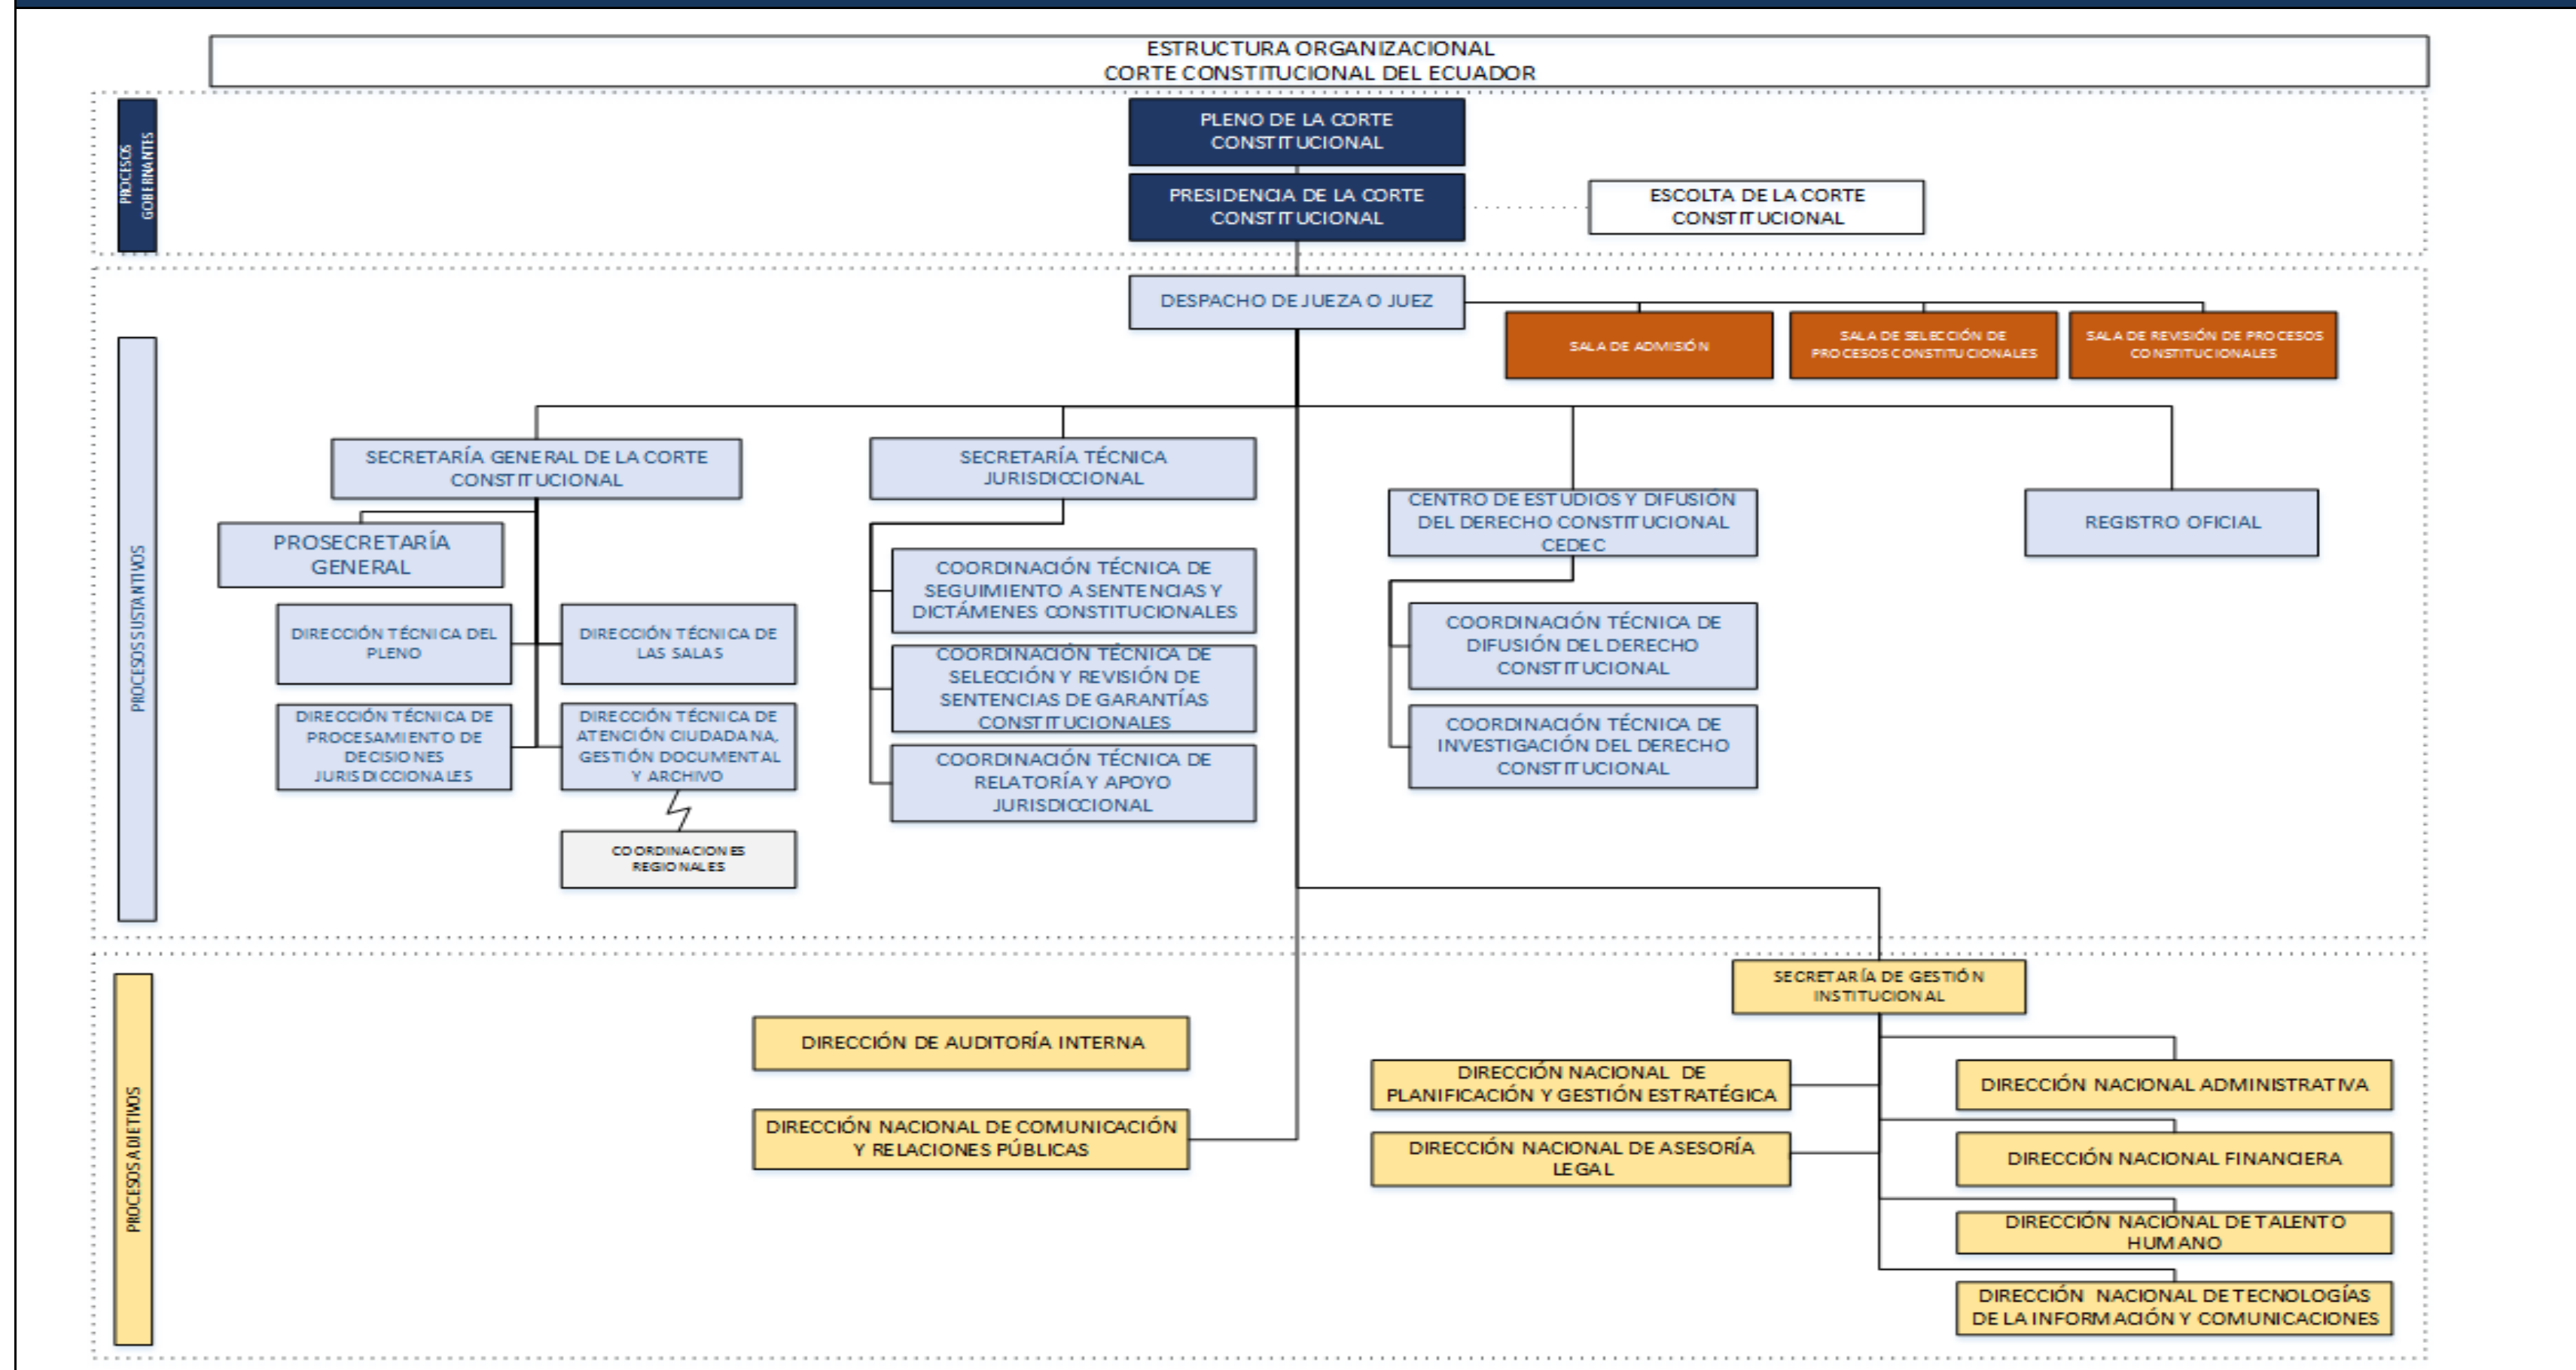 ESTRUCTURA ORGANIZACIONAL
CORTE CONSTITUCIONAL DEL ECUADOR
PROCESOS
GOBERNANTES
PLENO DE LA CORTE
CONSTITUCIONAL
PRESIDENCIA DE LA CORTE
CONSTITUCIONAL
ESCOLTA DE LA CORTE
CONSTITUCIONAL
PROCESOS SUSTANTIVOS
DESPACHO DE JUEZA O JUEZ
SALA DE ADMISIÓN
SALA DE SELECCIÓN DE
PROCESOS CONSTITUCIONALES
SALA DE REVISIÓN DE PROCESOS
CONSTITUCIONALES
SECRETARÍA GENERAL DE LA CORTE
CONSTITUCIONAL
PROSECRETARÍA
GENERAL
DIRECCIÓN TÉCNICA DEL
PLENO
DIRECCIÓN TÉCNICA DE
LAS SALAS
DIRECCIÓN TÉCNICA DE
PROCESAMIENTO DE
DECISIONES
JURISDICCIONALES
DIRECCIÓN TÉCNICA DE
ATENCIÓN CIUDADANA,
GESTIÓN DOCUMENTAL
Y ARCHIVO
COORDINACIONES
REGIONALES
SECRETARÍA TÉCNICA
JURISDICCIONAL
COORDINACIÓN TÉCNICA DE
SEGUIMIENTO A SENTENCIAS Y
DICTÁMENES CONSTITUCIONALES
COORDINACIÓN TÉCNICA DE
SELECCIÓN Y REVISIÓN DE
SENTENCIAS DE GARANTÍAS
CONSTITUCIONALES
COORDINACIÓN TÉCNICA DE
RELATORÍA Y APOYO
JURISDICCIONAL
CENTRO DE ESTUDIOS Y DIFUSIÓN
DEL DERECHO CONSTITUCIONAL
CEDEC
COORDINACIÓN TÉCNICA DE
DIFUSIÓN DEL DERECHO
CONSTITUCIONAL
COORDINACIÓN TÉCNICA DE
INVESTIGACIÓN DEL DERECHO
CONSTITUCIONAL
REGISTRO OFICIAL
PROCESOS ADJETIVOS
DIRECCIÓN DE AUDITORÍA INTERNA
DIRECCIÓN NACIONAL DE COMUNICACIÓN
Y RELACIONES PÚBLICAS
SECRETARÍA DE GESTIÓN
INSTITUCIONAL
DIRECCIÓN NACIONAL DE
PLANIFICACIÓN Y GESTIÓN ESTRATÉGICA
DIRECCIÓN NACIONAL DE ASESORÍA
LEGAL
DIRECCIÓN NACIONAL ADMINISTRATIVA
DIRECCIÓN NACIONAL FINANCIERA
DIRECCIÓN NACIONAL DE TALENTO
HUMANO
DIRECCIÓN NACIONAL DE TECNOLOGÍAS
DE LA INFORMACIÓN Y COMUNICACIONES